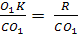 O₁K / CO₁ = R / CO₁